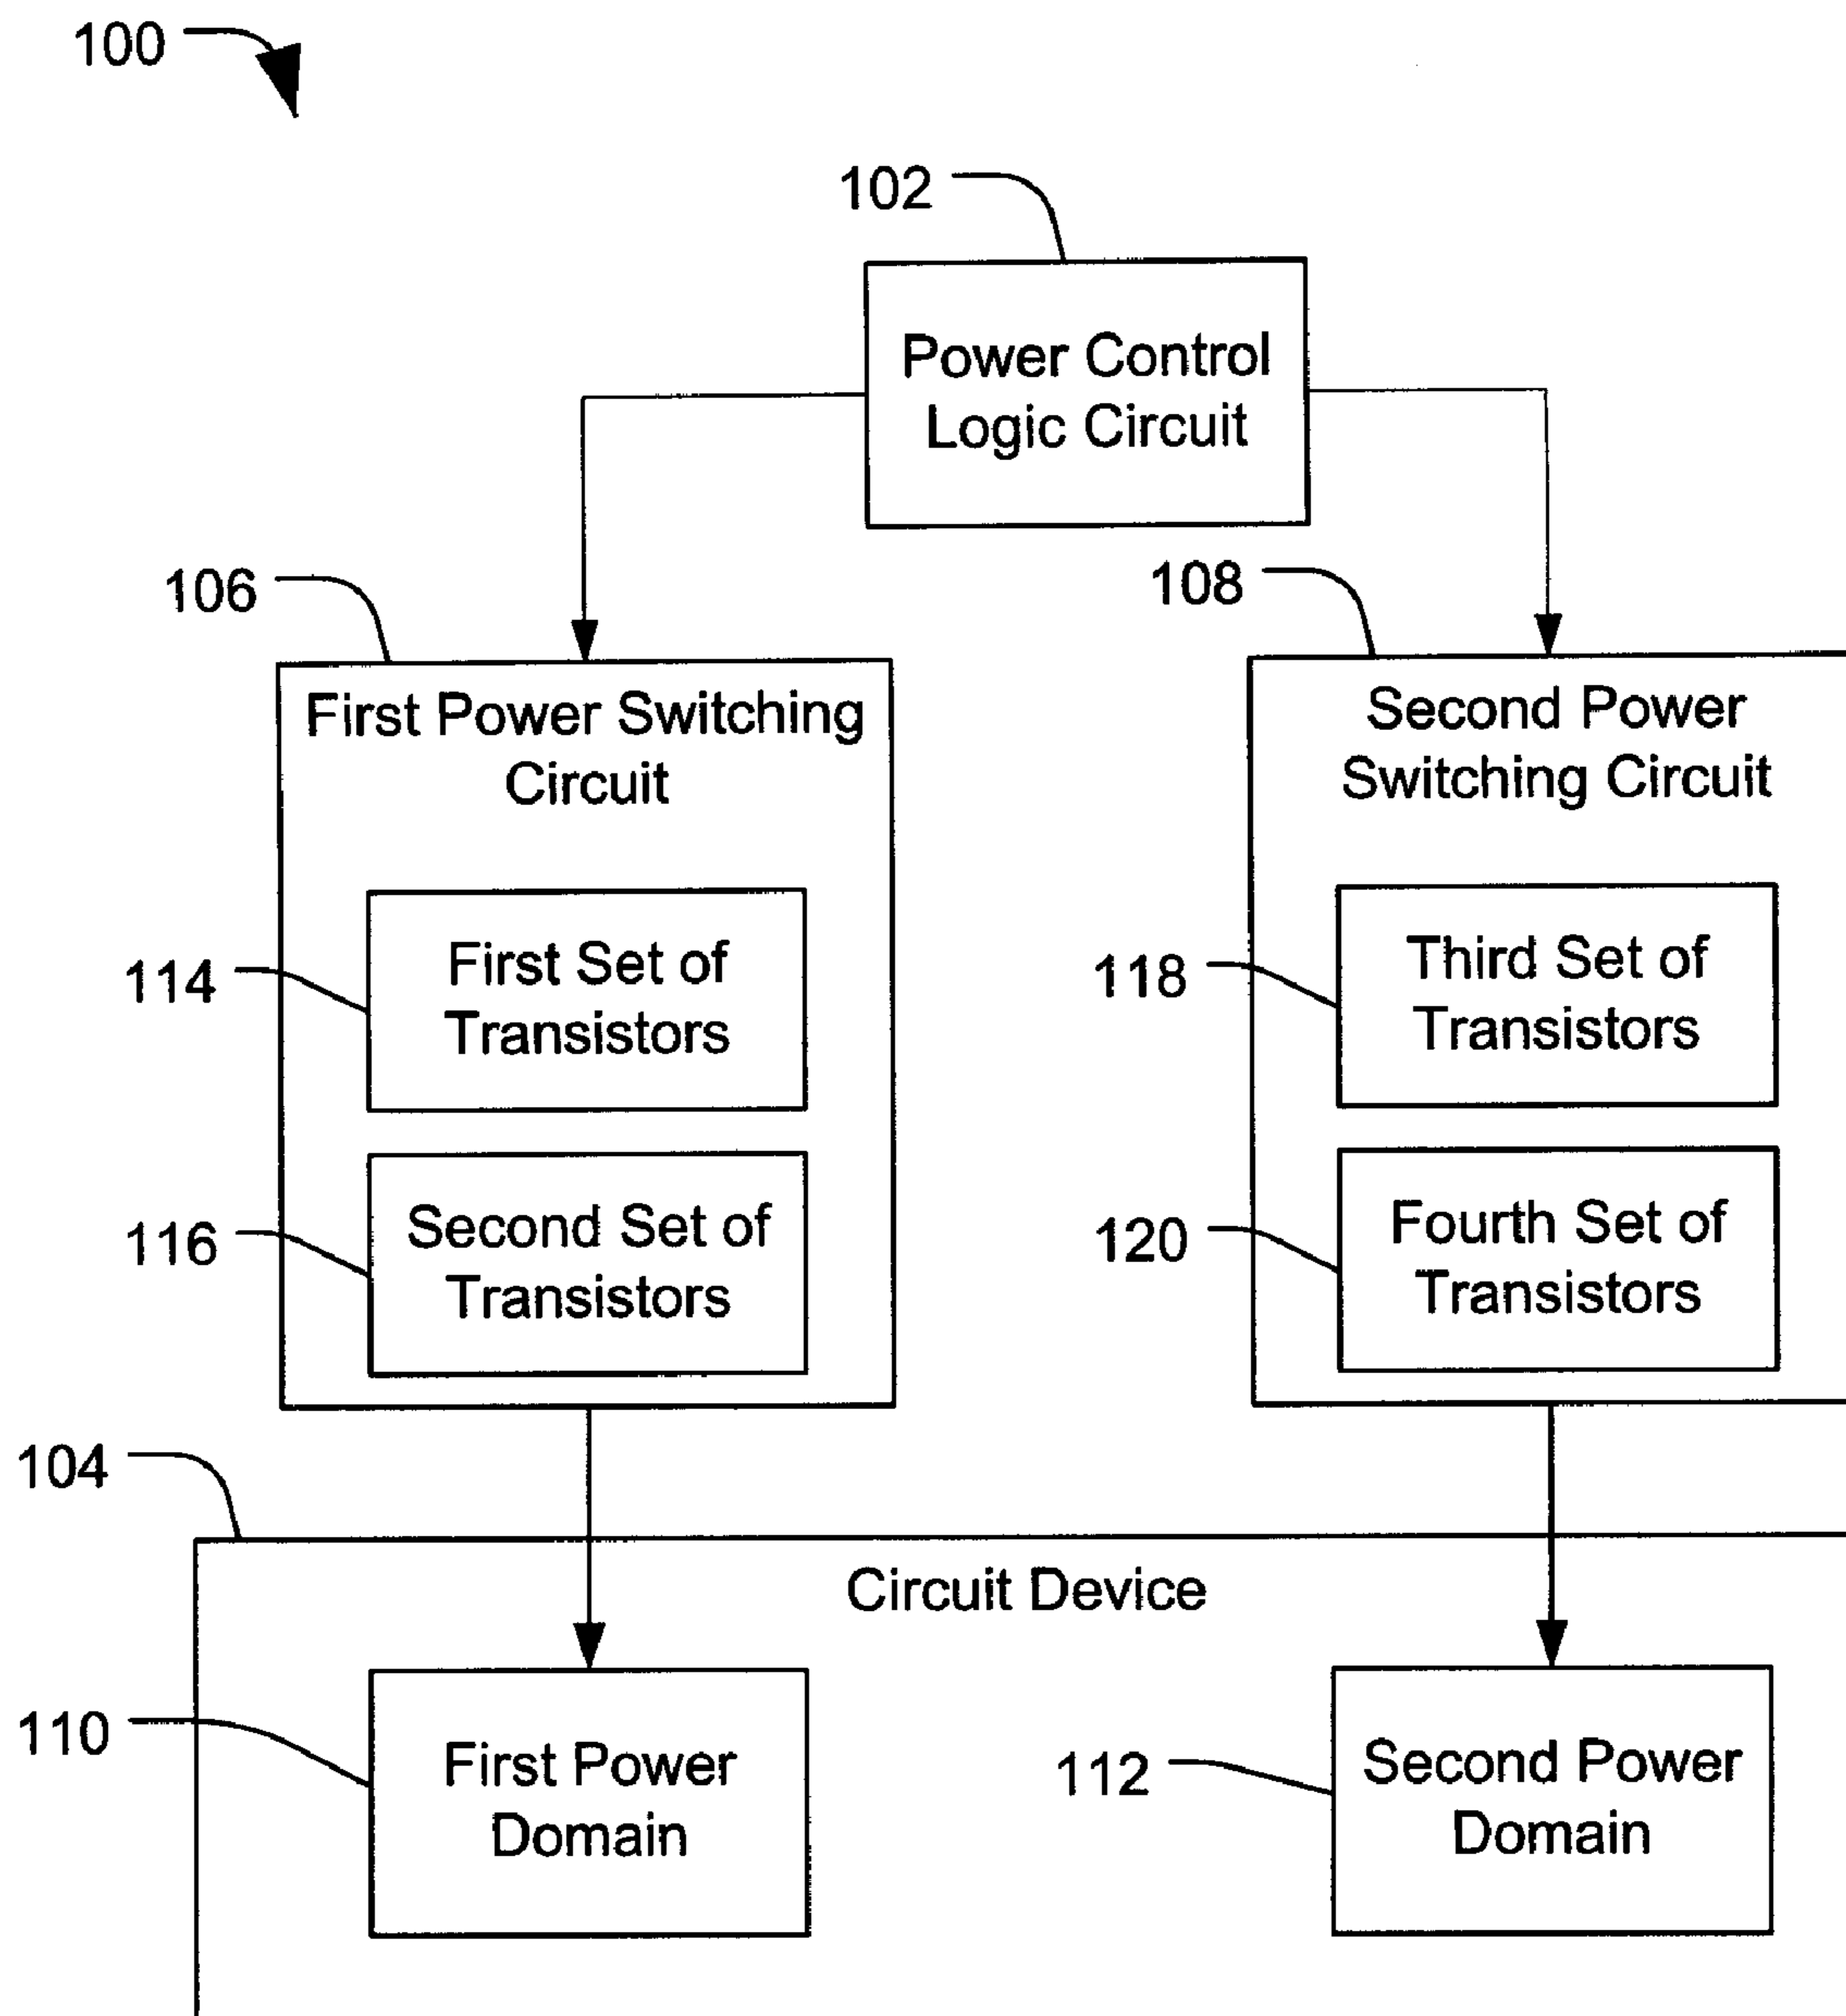 100
102
Power Control
Logic Circuit
106
108
First Power Switching
Circuit
Second Power
Switching Circuit
114
First Set of
Transistors
118
Third Set of
Transistors
116
Second Set of
Transistors
120
Fourth Set of
Transistors
104
Circuit Device
110
First Power
Domain
112
Second Power
Domain